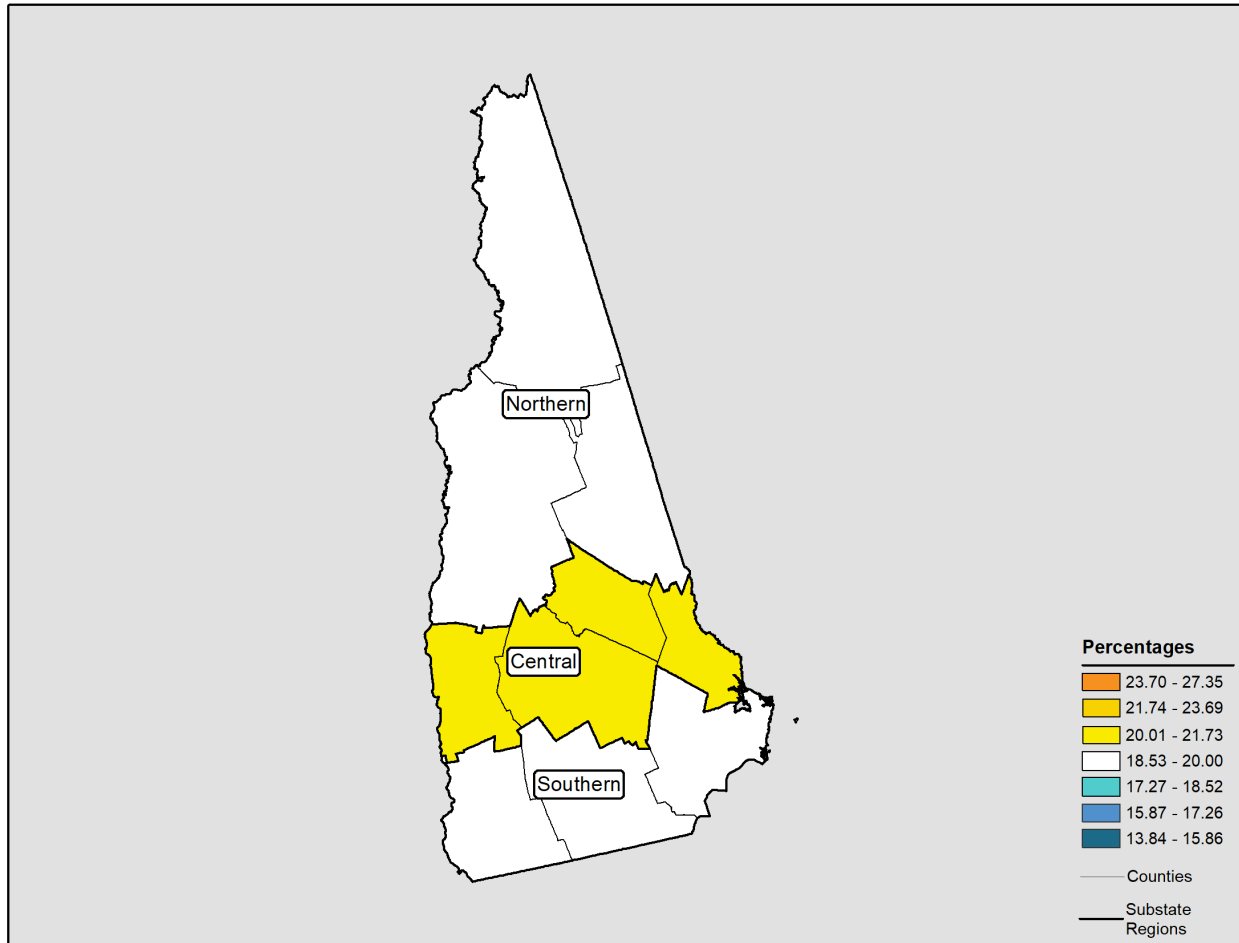 Northern
Central
Southern
Percentages
23.70 - 27.35
21.74 - 23.69
20.01 - 21.73
18.53 - 20.00
17.27 - 18.52
15.87 - 17.26
13.84 - 15.86
Counties
Substate
Regions